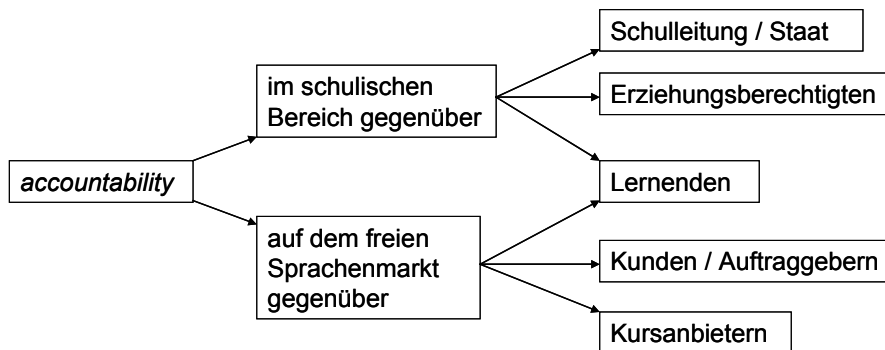 accountability
im schulischen
Bereich gegenüber
auf dem freien
Sprachenmarkt
gegenüber
Schulleitung / Staat
Erziehungsberechtigten
Lernenden
Kunden / Auftraggebern
Kursanbietern